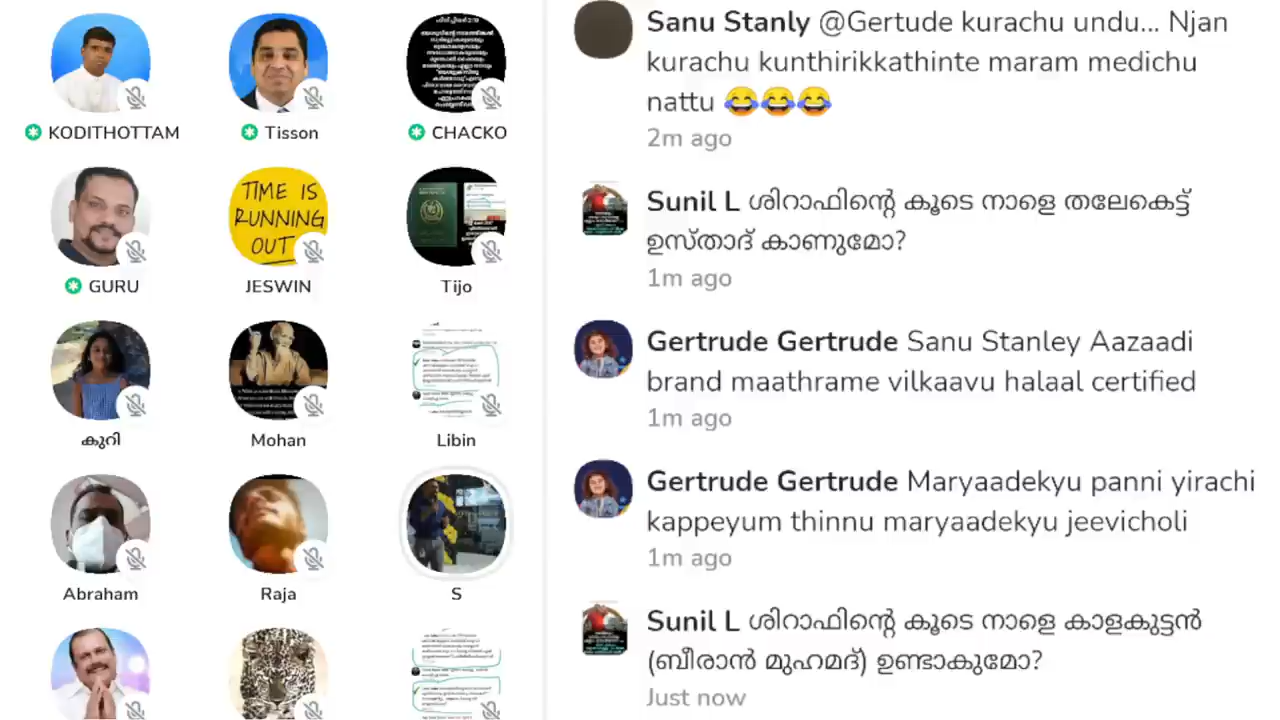 KODITHOTTAM
Tisson
CHACKO
TIME IS
RUNNING
OUT
GURU
JESWIN
Tijo
കുറി
Mohan
Libin
Abraham
Raja
S
Sanu Stanly @Gertude kurachu undu... Njan
kurachu kunthirikkathinte maram medichu
nattu 😂😂😂
2m ago
Sunil L ശിറാഫിന്റെ കൂടെ നാളെ തലേകെട്ട്
ഉസ്താദ് കാണുമോ?
1m ago
Gertrude Gertrude Sanu Stanley Aazaadi
brand maathrame vilkaavu halaal certified
1m ago
Gertrude Gertrude Maryaadekyu panni yirachi
kappeyum thinnu maryaadekyu jeevicholi
1m ago
Sunil L ശിറാഫിന്റെ കൂടെ നാളെ കാളകുട്ടൻ
(ബീരാൻ മുഹമദ്) ഉണ്ടാകുമോ?
Just now